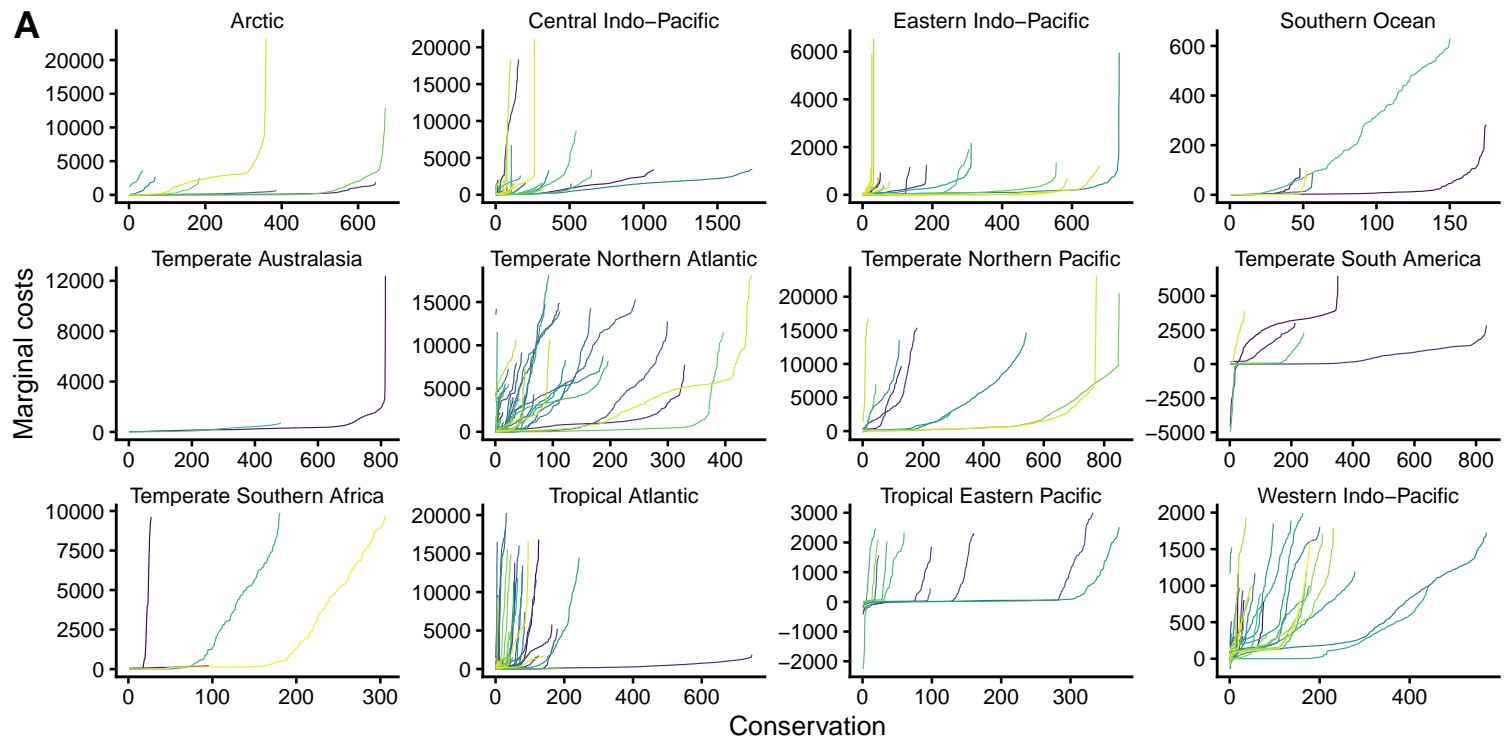 A
Arctic
Central Indo−Pacific
Eastern Indo−Pacific
Southern Ocean
20000
15000
10000
5000
0
0 200 400 600
20000
15000
10000
5000
0
0 500 1000 1500
6000
4000
2000
0
0 200 400 600
600
400
200
0
0 50 100 150
Temperate Australasia
Temperate Northern Atlantic
Temperate Northern Pacific
Temperate South America
12000
8000
4000
0
0 200 400 600 800
15000
10000
5000
0
0 100 200 300 400
20000
15000
10000
5000
0
0 200 400 600 800
5000
2500
0
−2500
−5000
0 200 400 600 800
Temperate Southern Africa
Tropical Atlantic
Tropical Eastern Pacific
Western Indo−Pacific
10000
7500
5000
2500
0
0 100 200 300
20000
15000
10000
5000
0
0 200 400 600
3000
2000
1000
0
−1000
−2000
0 100 200 300
2000
1500
1000
500
0
0 200 400
Marginal costs
Conservation